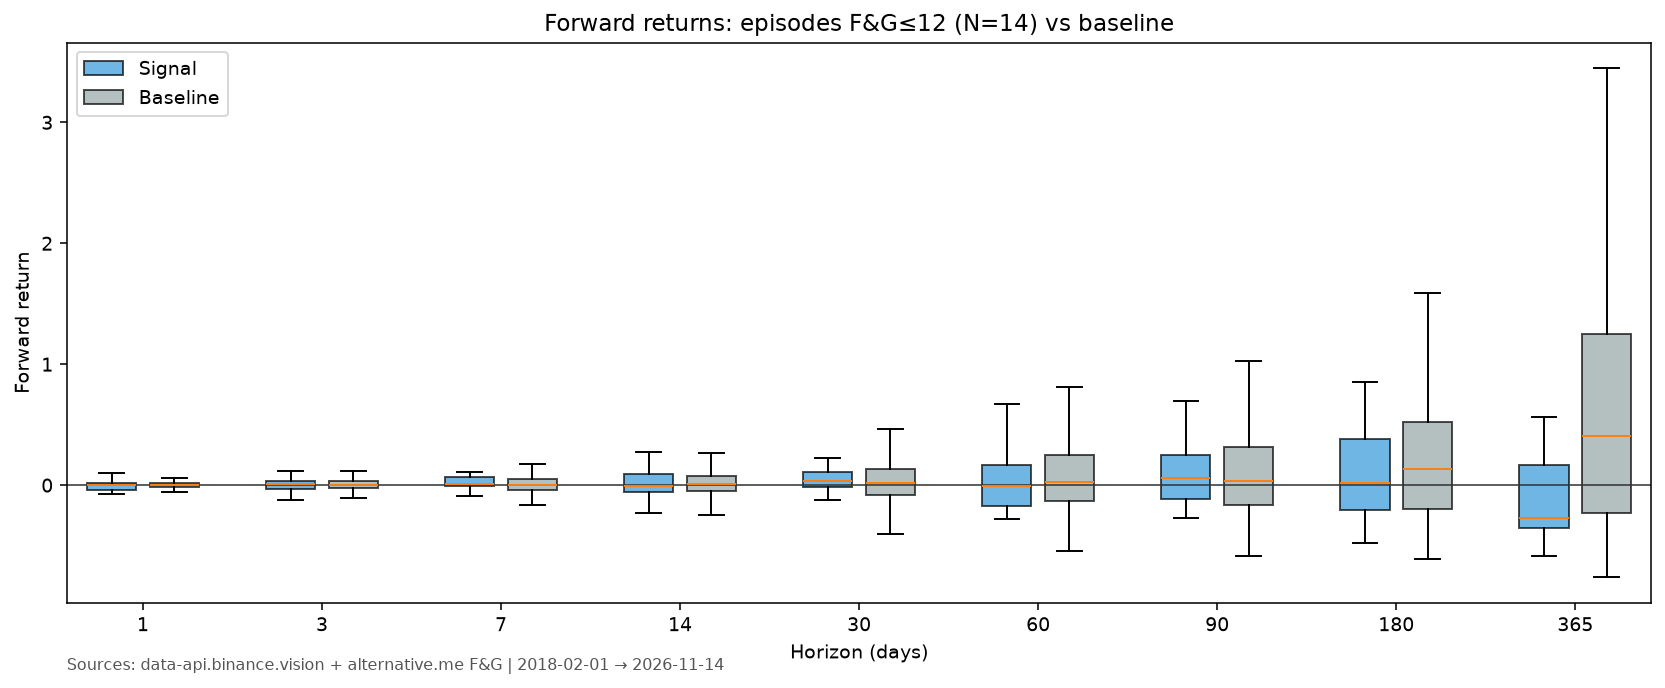 Forward returns: episodes F&G≤12 (N=14) vs baseline
Signal
Baseline
Forward return
3
2
1
0
1 3 7 14 30 60 90 180 365
Horizon (days)
Sources: data-api.binance.vision + alternative.me F&G | 2018-02-01 → 2026-11-14